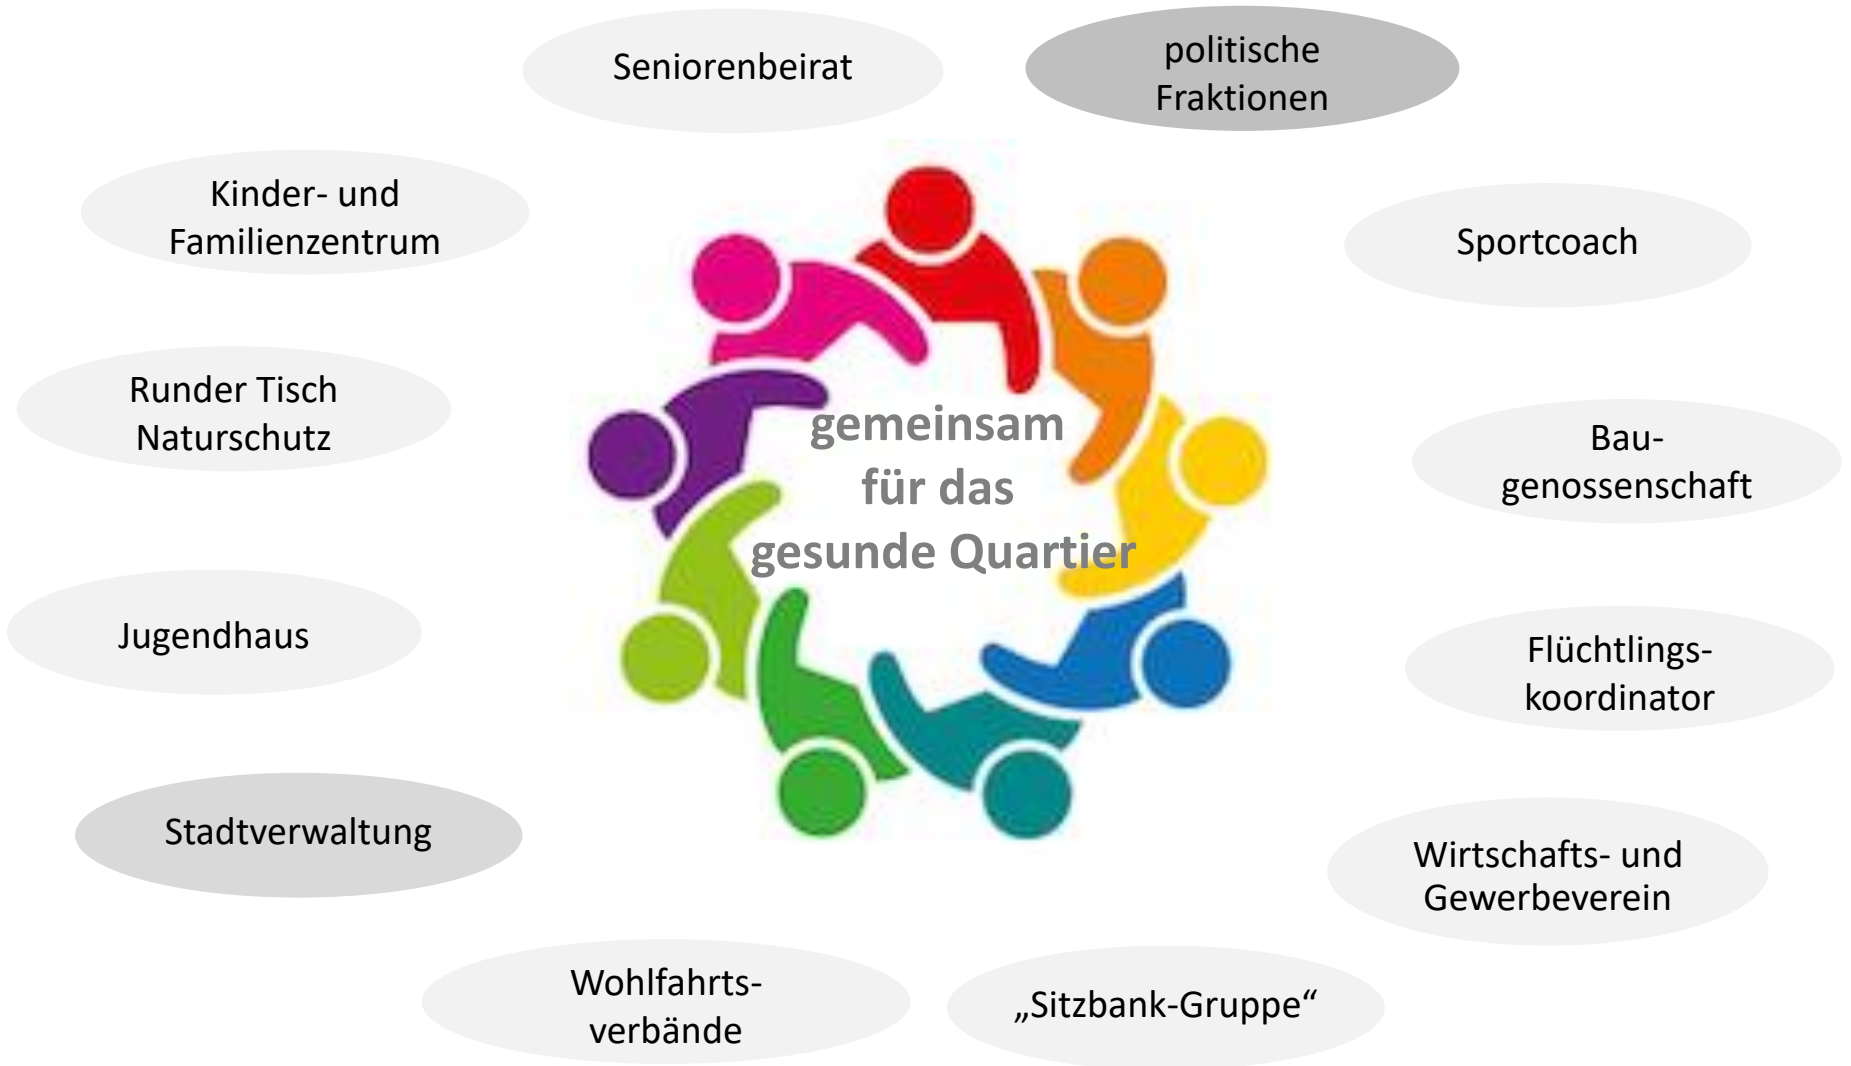 Seniorenbeirat
politische
Fraktionen
Kinder- und
Familienzentrum
Sportcoach
Runder Tisch
Naturschutz
gemeinsam
für das
gesunde Quartier
Bau-
genossenschaft
Jugendhaus
Flüchtlings-
koordinator
Stadtverwaltung
Wirtschafts- und
Gewerbeverein
Wohlfahrts-
verbände
„Sitzbank-Gruppe“